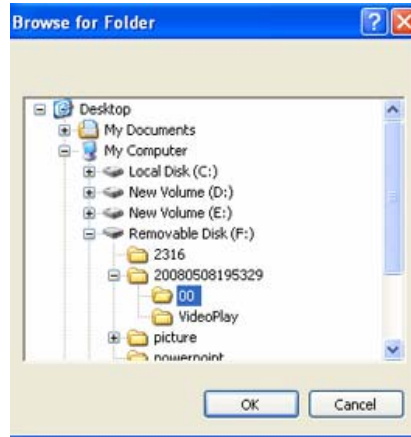 Browse for Folder
Desktop
My Documents
My Computer
Local Disk (C:)
New Volume (D:)
New Volume (E:)
Removable Disk (F:)
2316
20080508195329
00
VideoPlay
picture
powerpoint
OK Cancel